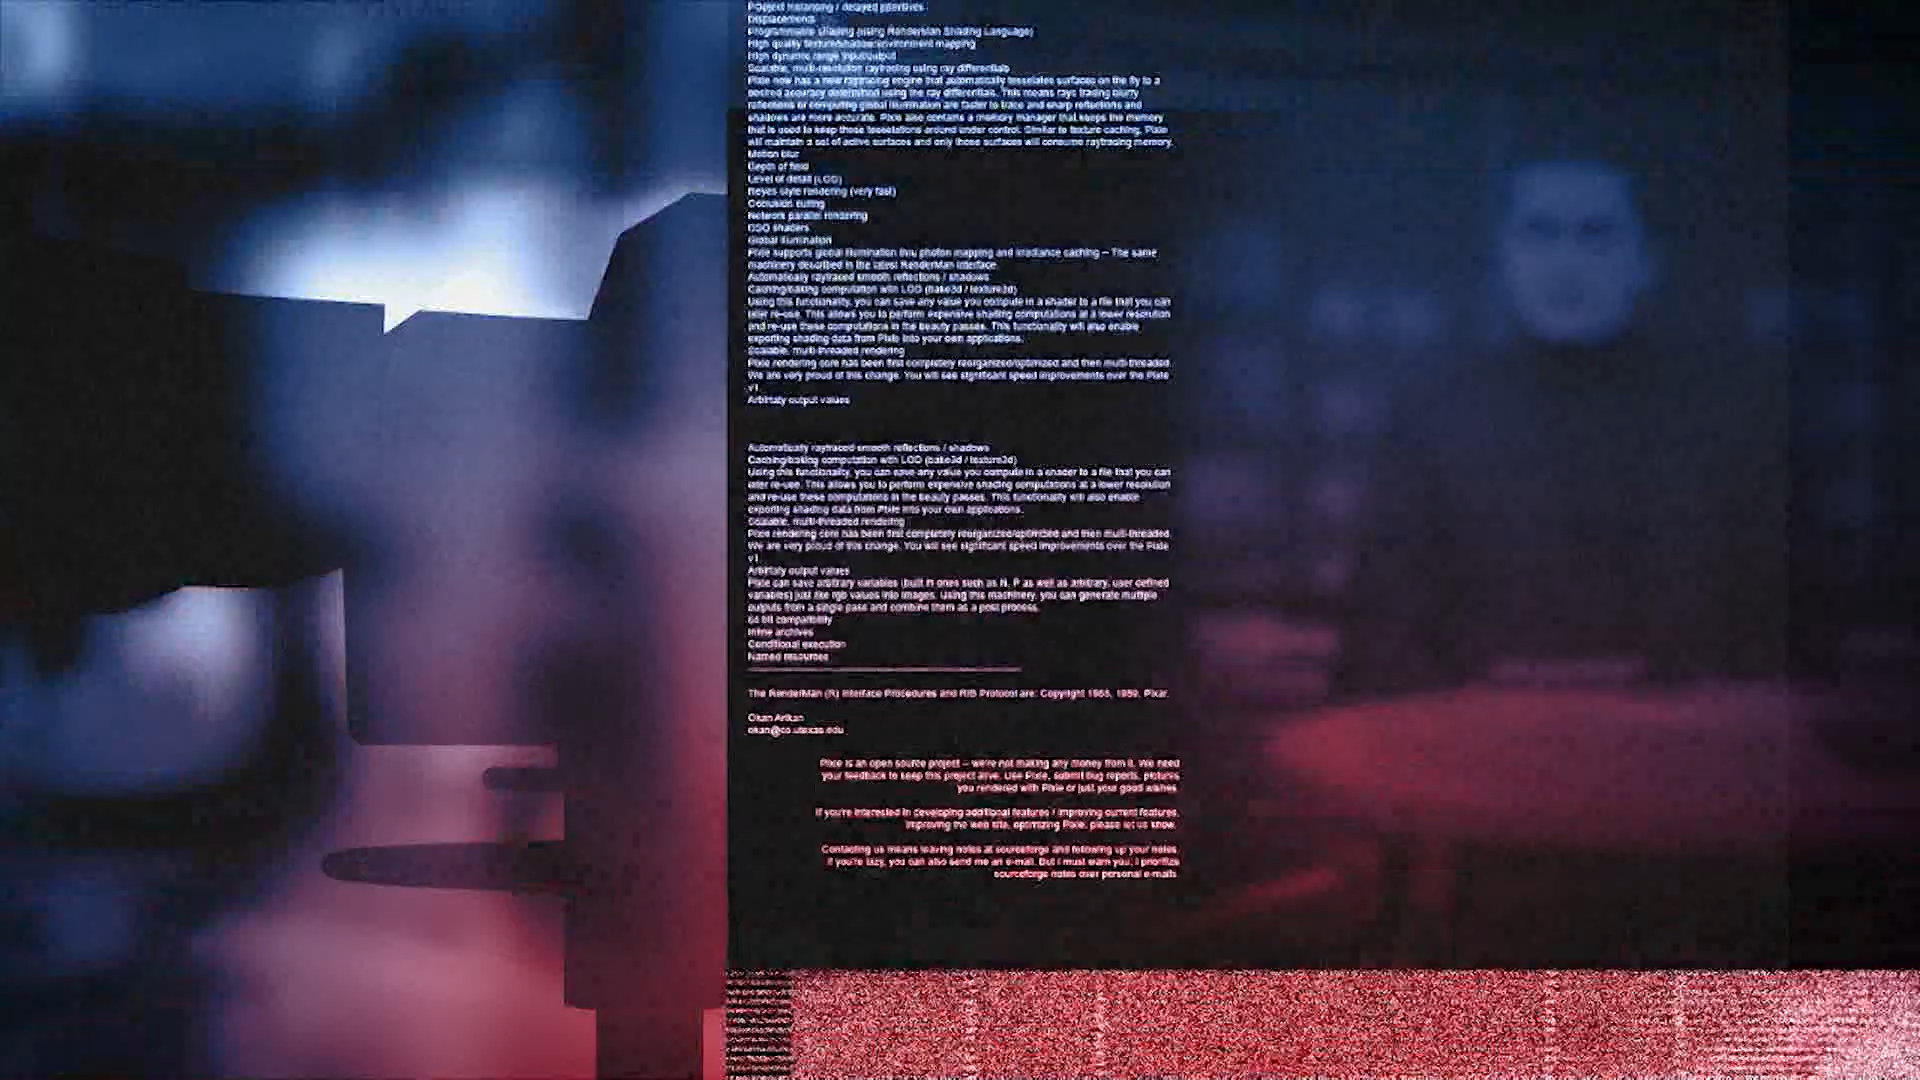 Object instancing / delayed primitives
Displacements
Programmable Shading (using Renderman Shading Language)
High quality texture/shadow/environment mapping
High dynamic range input/output
Scalable, multi-resolution raytracing using ray differentials
Pixie now has a new raytracing engine that automatically tesselates surfaces on the fly to a
desired accuracy determined using the ray differentials. This means rays tracing blurry
reflections or computing global illumination are faster to trace and sharp reflections and
shadows are more accurate. Pixie also contains a memory manager that keeps the memory
that is used to keep those tesselations around under control. Similar to texture caching, Pixie
will maintain a set of active surfaces and only those surfaces will consume raytracing memory.
Motion blur
Depth of field
Level of detail (LOD)
Reyes style rendering (very fast)
Occlusion culling
Network parallel rendering
DSO shaders
Global illumination
Pixie supports global illumination thru photon mapping and irradiance caching -- The same
machinery described in the latest RenderMan Interface.
Automatically raytraced smooth reflections / shadows
Caching/baking computation with LOD (bake3d / texture3d)
Using this functionality, you can save any value you compute in a shader to a file that you can
later re-use. This allows you to perform expensive shading computations at a lower resolution
and re-use these computations in the beauty passes. This functionality will also enable
exporting shading data from Pixie into your own applications.
Scalable, multi-threaded rendering
Pixie rendering core has been first completely reorganized/optimized and then multi-threaded.
We are very proud of this change. You will see significant speed improvements over the Pixie
v1.
Arbitrary output values
Automatically raytraced smooth reflections / shadows
Caching/baking computation with LOD (bake3d / texture3d)
Using this functionality, you can save any value you compute in a shader to a file that you can
later re-use. This allows you to perform expensive shading computations at a lower resolution
and re-use these computations in the beauty passes. This functionality will also enable
exporting shading data from Pixie into your own applications.
Scalable, multi-threaded rendering
Pixie rendering core has been first completely reorganized/optimized and then multi-threaded.
We are very proud of this change. You will see significant speed improvements over the Pixie
v1.
Arbitrary output values
Pixie can save arbitrary variables (built in ones such as N, P as well as arbitrary, user defined
variables) just like rgb values into images. Using this machinery, you can generate multiple
outputs from a single pass and combine them as a post process.
64 bit compatibility
Inline archives
Conditional execution
Named resources
The RenderMan (R) Interface Procedures and RIB Protocol are: Copyright 1988, 1989, Pixar.
Okan Arikan
okan@cs.utexas.edu
Pixie is an open source project -- we're not making any money from it. We need
your feedback to keep this project alive. Use Pixie, submit bug reports, pictures
you rendered with Pixie or just your good wishes
If you're interested in developing additional features / improving current features,
improving the web site, optimizing Pixie, please let us know.
Contacting us means leaving notes at sourceforge and following up your notes.
If you're lazy, you can also send me an e-mail. But I must warn you, I prioritize
sourceforge notes over personal e-mails